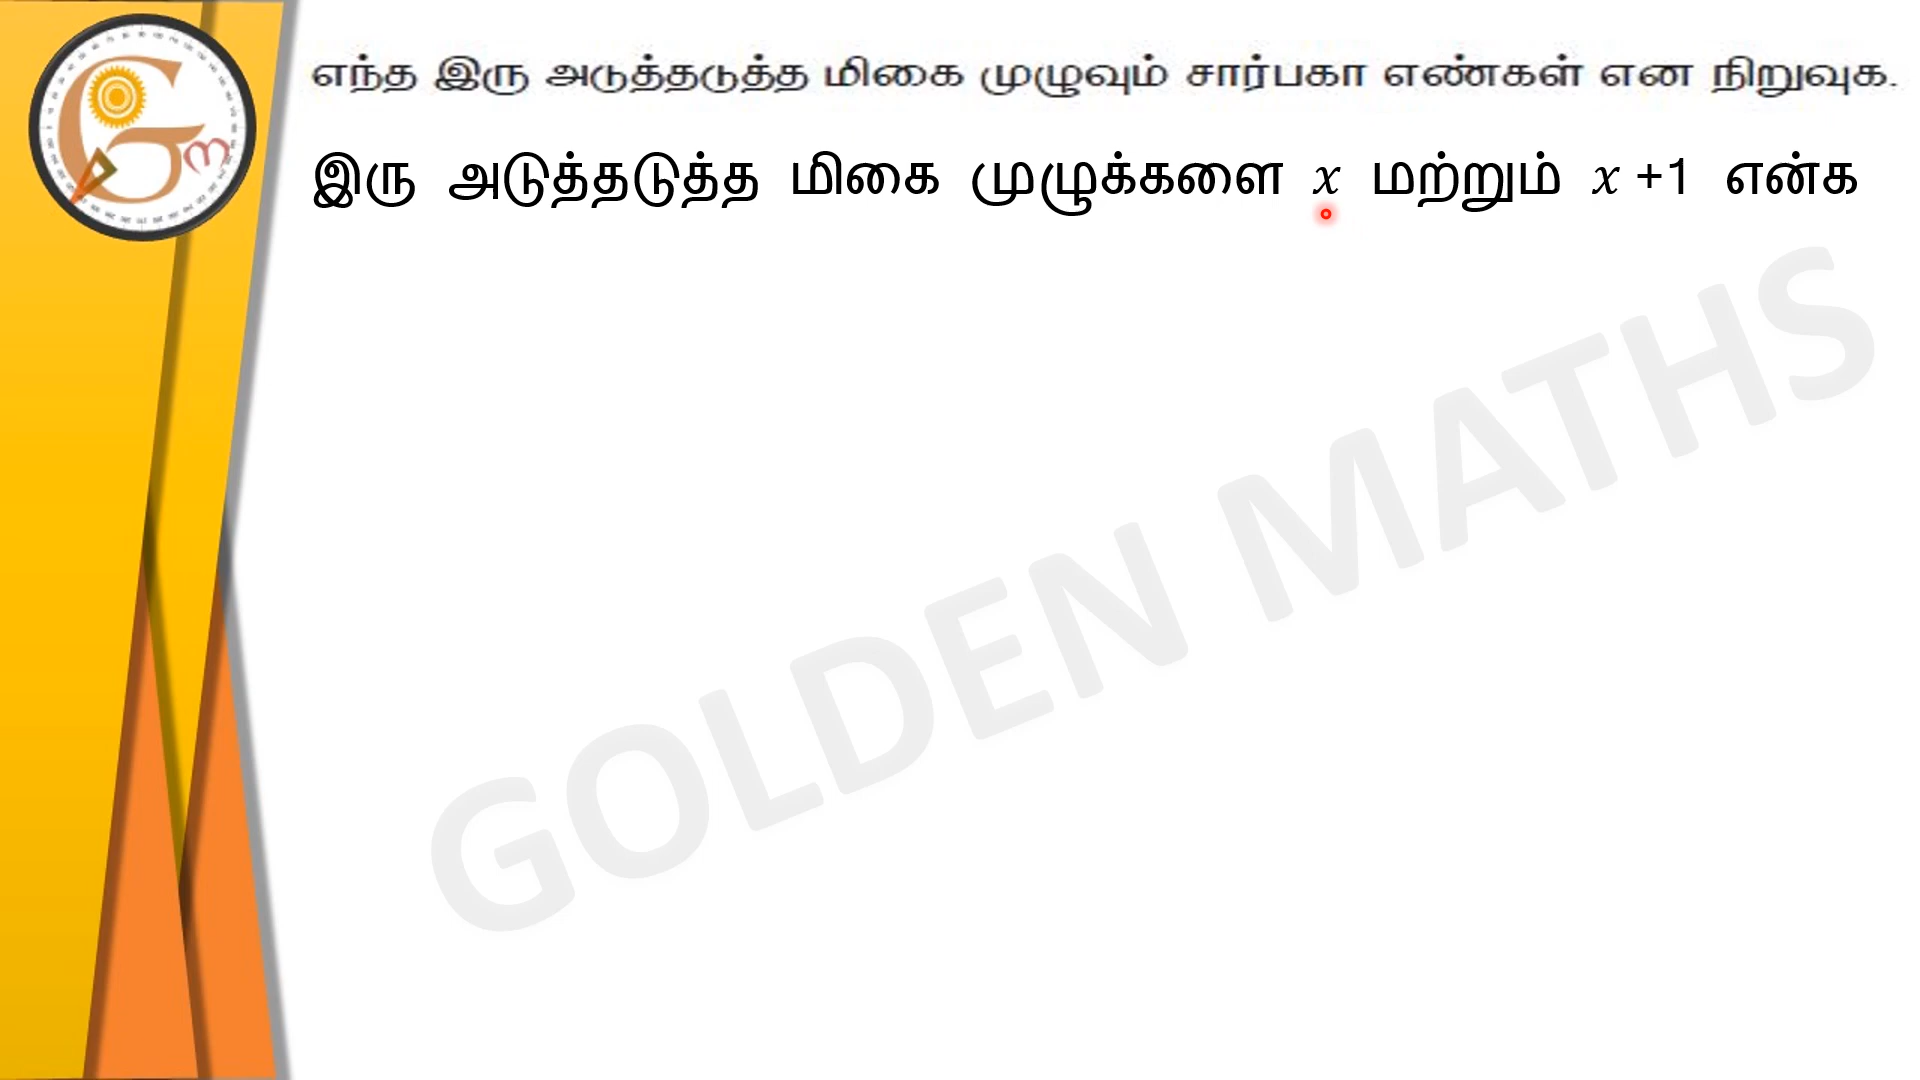 எந்த இரு அடுத்தடுத்த மிகை முழுவும் சார்பகா எண்கள் என நிறுவுக.
இரு அடுத்தடுத்த மிகை முழுக்களை x மற்றும் x +1 என்க
GOLDEN MATHS